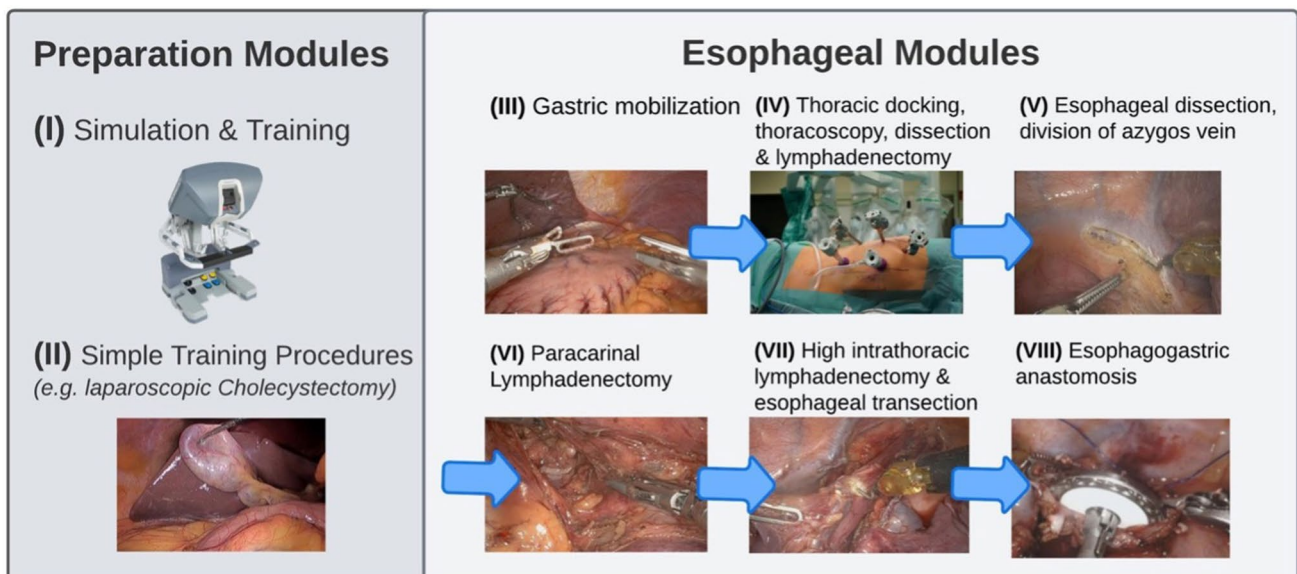 Preparation Modules
(I) Simulation & Training
(II) Simple Training Procedures
(e.g. laparoscopic Cholecystectomy)
Esophageal Modules
(III) Gastric mobilization
(IV) Thoracic docking,
thoracoscopy, dissection
& lymphadenectomy
(V) Esophageal dissection,
division of azygos vein
(VI) Paracarinal
Lymphadenectomy
(VII) High intrathoracic
lymphadenectomy &
esophageal transection
(VIII) Esophagogastric
anastomosis